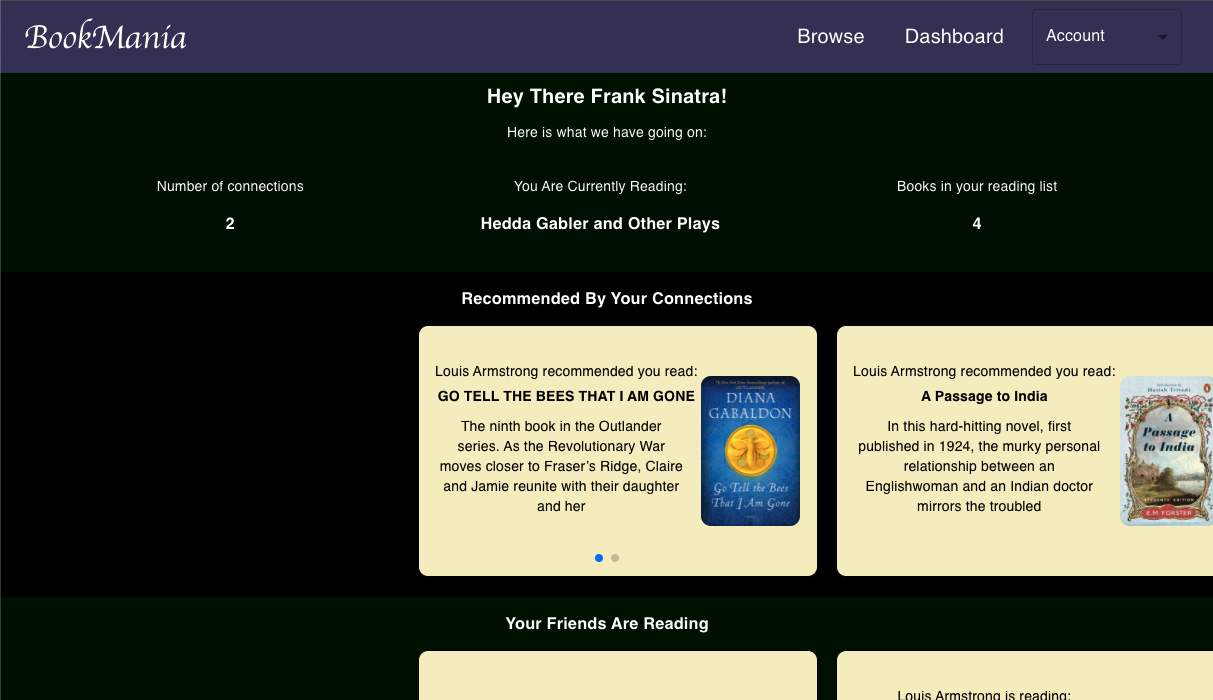 BookMania
Browse
Dashboard
Account
Hey There Frank Sinatra!
Here is what we have going on:
Number of connections
2
You Are Currently Reading:
Hedda Gabler and Other Plays
Books in your reading list
4
Recommended By Your Connections
Louis Armstrong recommended you read:
GO TELL THE BEES THAT I AM GONE
The ninth book in the Outlander
series. As the Revolutionary War
moves closer to Fraser’s Ridge, Claire
and Jamie reunite with their daughter
and her
DIANA
GABALDON
Go Tell the Bees
That I Am Gone
Louis Armstrong recommended you read:
A Passage to India
In this hard-hitting novel, first
published in 1924, the murky personal
relationship between an
Englishwoman and an Indian doctor
mirrors the troubled
Harish Trivedi
A
Passage
to India
STUDENTS' EDITION
E.M. FORSTER
Your Friends Are Reading
Louis Armstrong is reading: